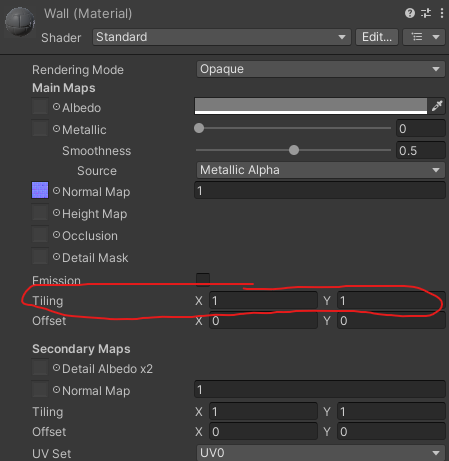 Wall (Material)
Shader Standard Edit...
Rendering Mode Opaque
Main Maps
Albedo
Metallic 0
Smoothness 0.5
Source Metallic Alpha
Normal Map 1
Height Map
Occlusion
Detail Mask
Emission
Tiling X 1 Y 1
Offset X 0 Y 0
Secondary Maps
Detail Albedo x2
Normal Map 1
Tiling X 1 Y 1
Offset X 0 Y 0
UV Set UV0